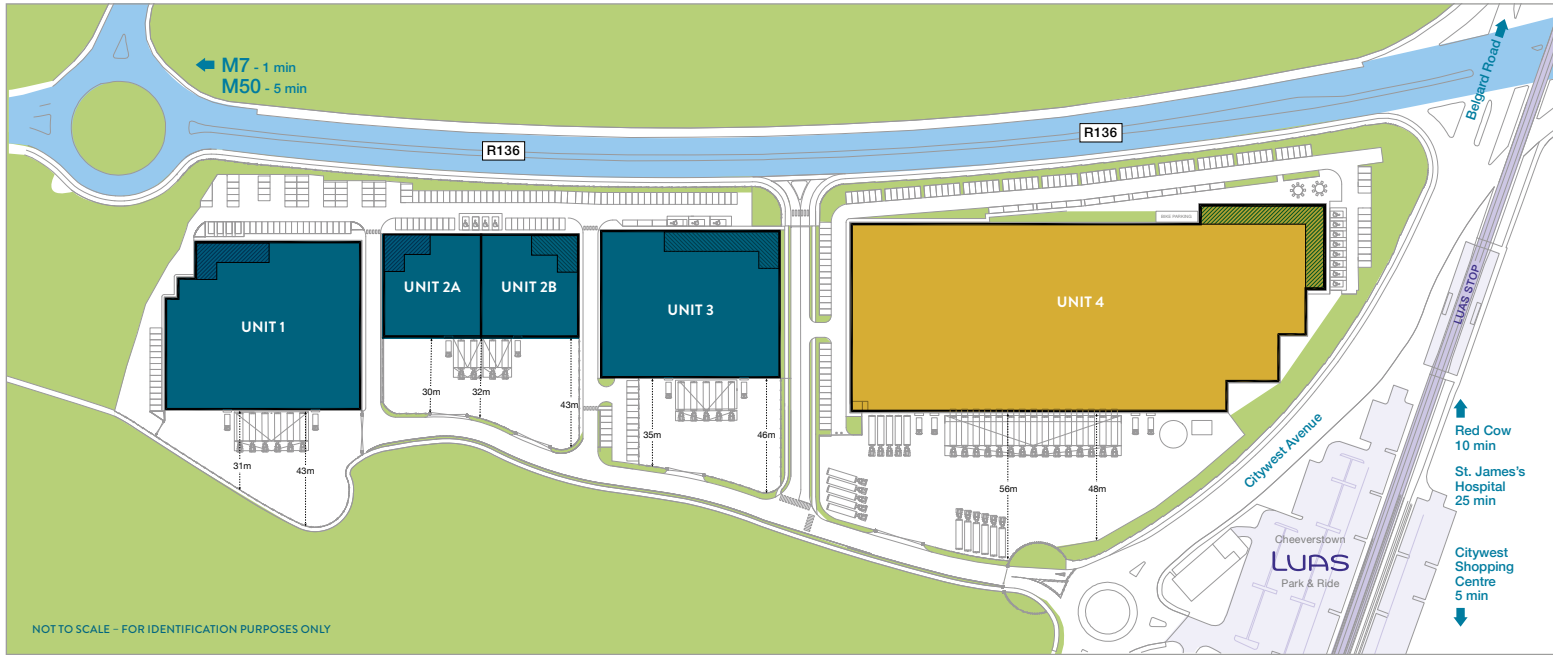 M7 - 1 min
M50 - 5 min
R136
R136
Belgard Road
BIKE PARKING
UNIT 1
UNIT 2A
UNIT 2B
UNIT 3
UNIT 4
LUAS STOP
30m
32m
43m
35m
46m
31m
43m
56m
48m
Citywest Avenue
Red Cow
10 min
St. James's
Hospital
25 min
Cheeverstown
LUAS
Park & Ride
Citywest
Shopping
Centre
5 min
NOT TO SCALE – FOR IDENTIFICATION PURPOSES ONLY